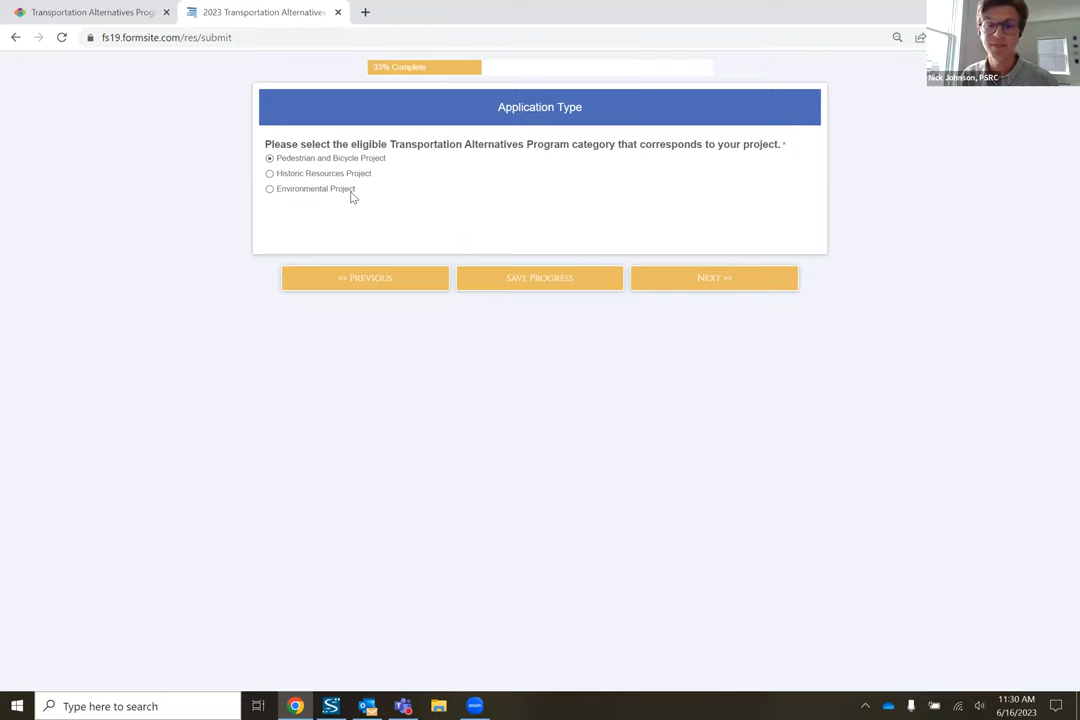 Transportation Alternatives Prog
2023 Transportation Alternatives
fs19.formsite.com/res/submit
Nick Johnson, PSRC
33% Complete
Application Type
Please select the eligible Transportation Alternatives Program category that corresponds to your project. *
Pedestrian and Bicycle Project
Historic Resources Project
Environmental Project
<< Previous
Save Progress
Next >>
Type here to search
zoom
11:30 AM
6/16/2023